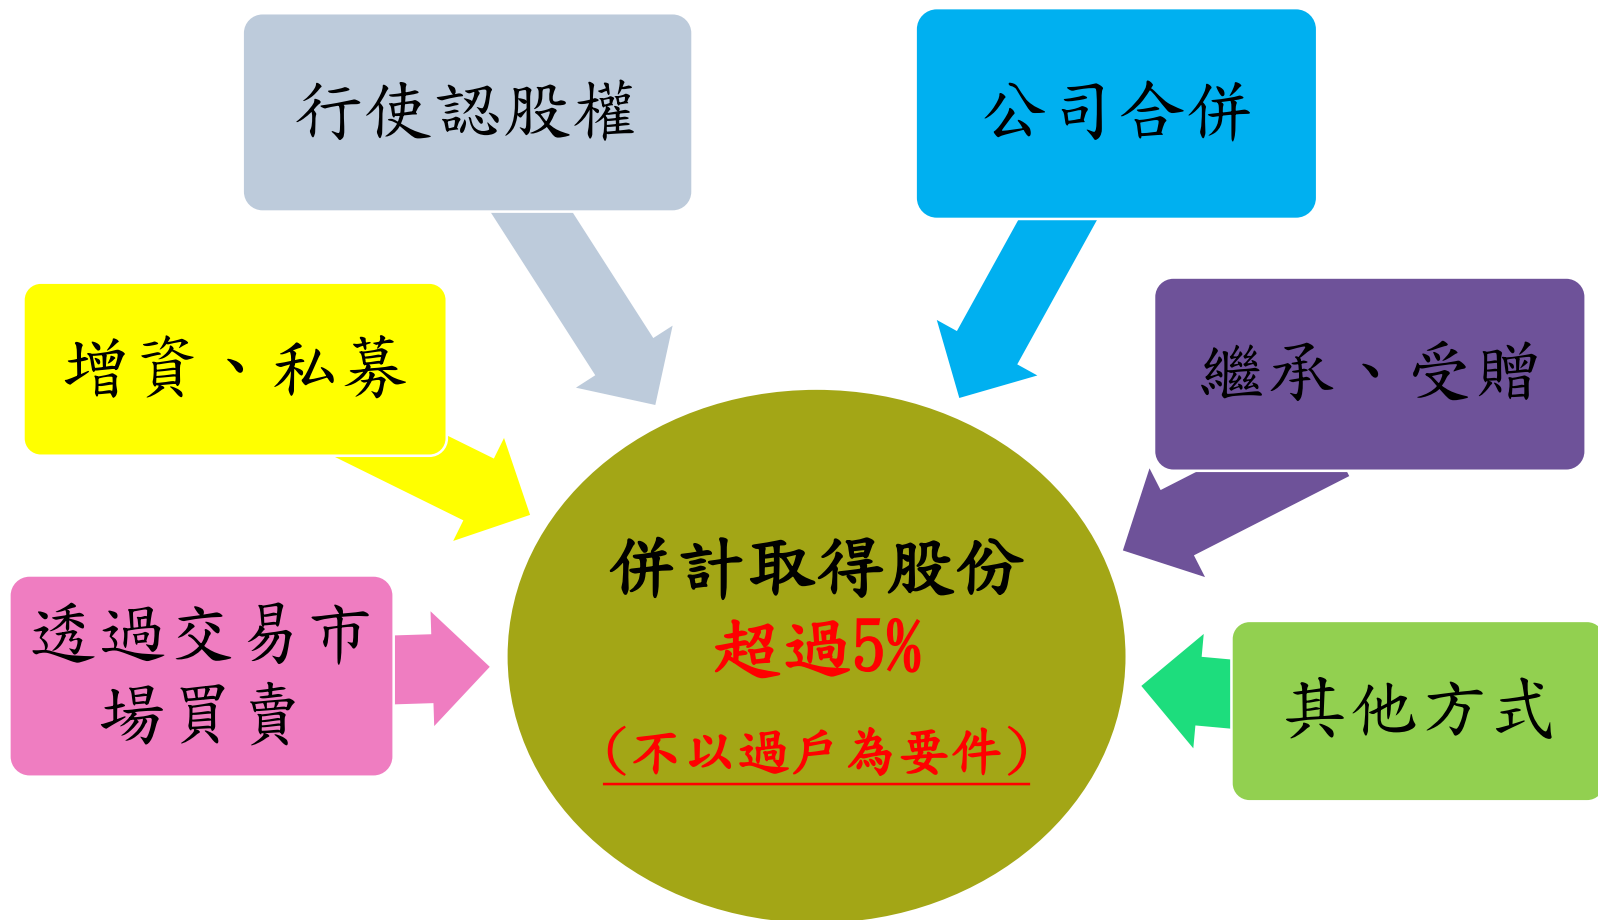 行使認股權
公司合併
增資、私募
繼承、受贈
併計取得股份
超過5%
(不以過戶為要件)
透過交易市
場買賣
其他方式